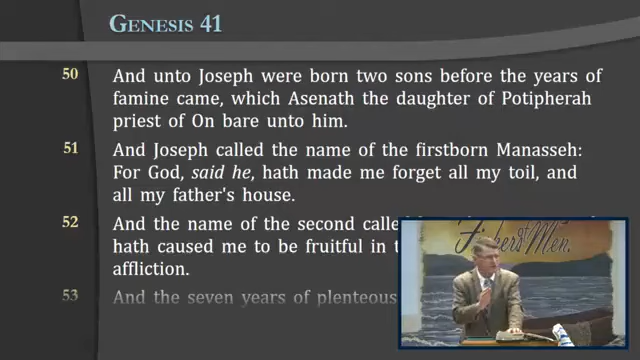 GENESIS 41
50 And unto Joseph were born two sons before the years of
famine came, which Asenath the daughter of Potipherah
priest of On bare unto him.
51 And Joseph called the name of the firstborn Manasseh:
For God, said he, hath made me forget all my toil, and
all my father's house.
52 And the name of the second called
hath caused me to be fruitful in
affliction.
53 And the seven years of plenteous
Fishers of Men.